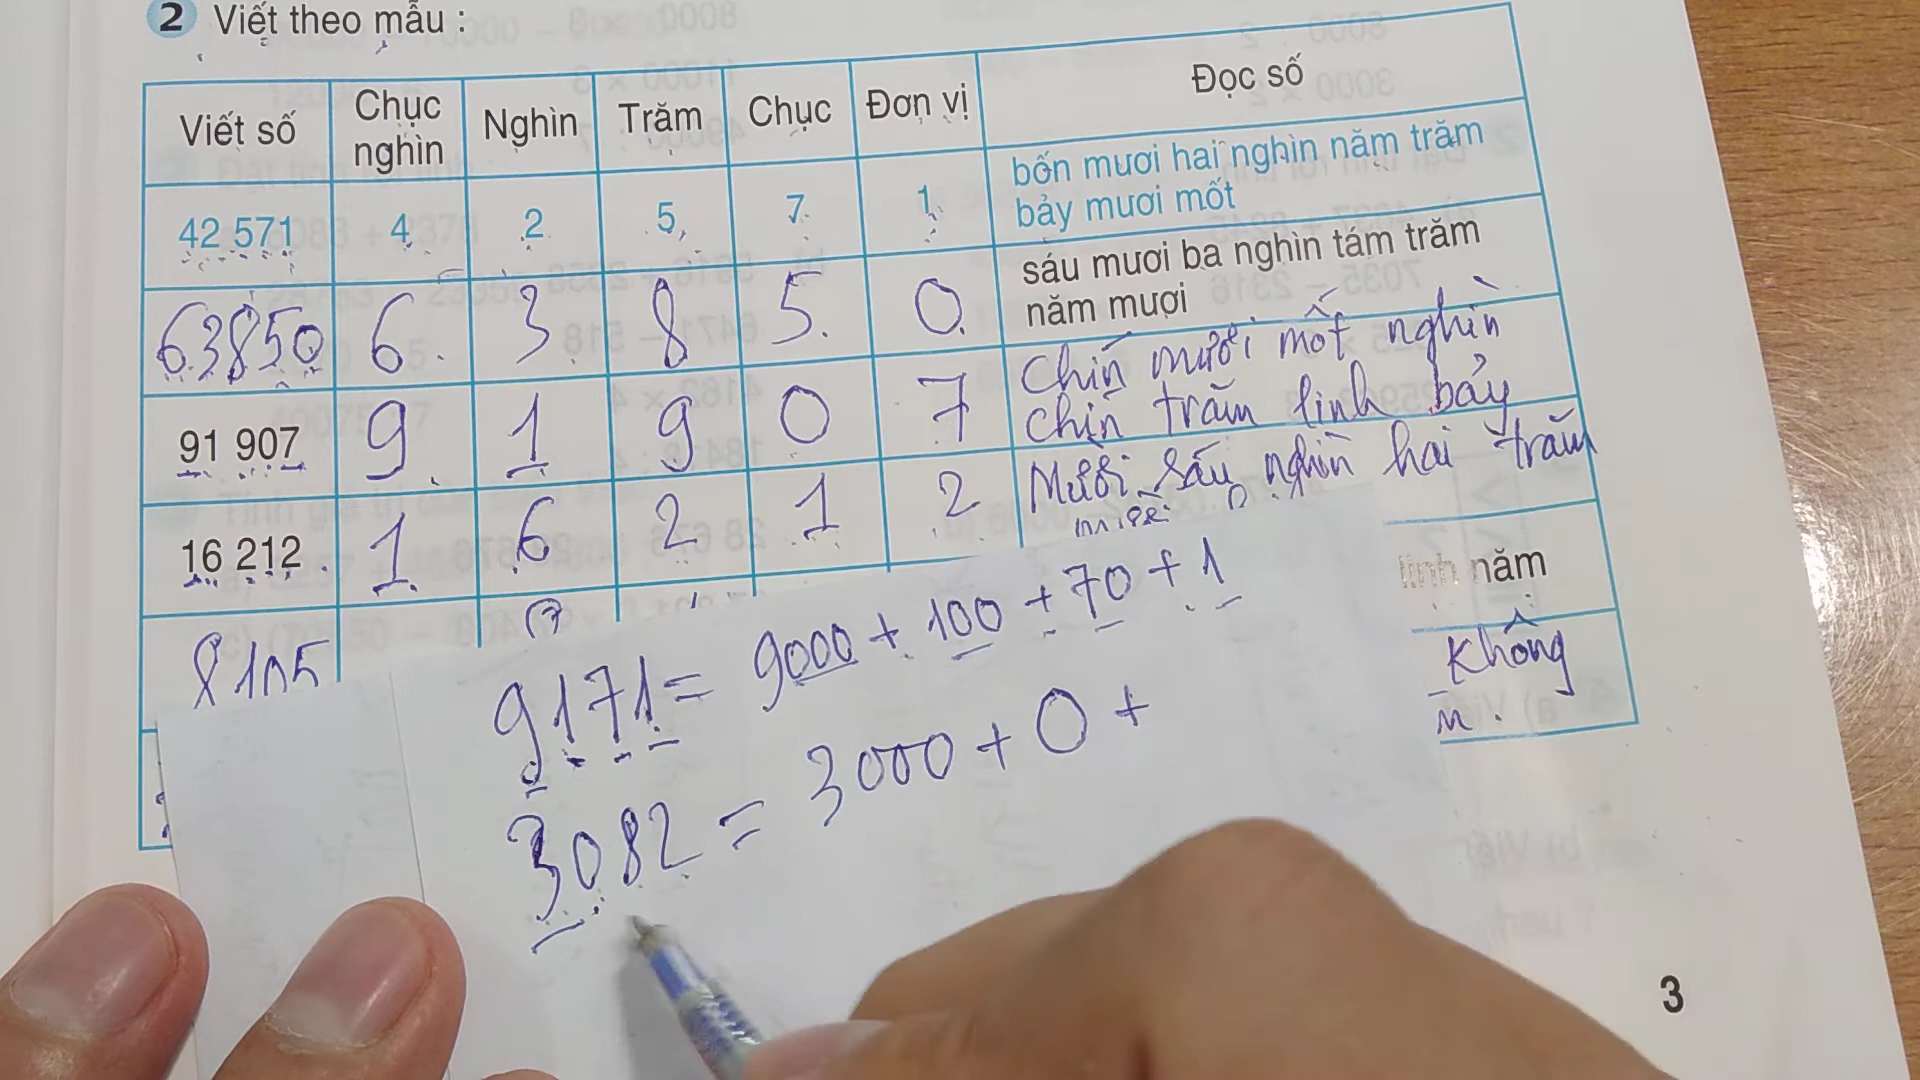 2 Viết theo mẫu :
Viết số Chục nghìn Nghìn Trăm Chục Đơn vị Đọc số
42 571 4 2 5 7 1 bốn mươi hai nghìn năm trăm
bảy mươi mốt
63850 6 3 8 5 0 sáu mươi ba nghìn tám trăm
năm mươi
91 907 9 1 9 0 7 Chín mươi mốt nghìn
chín trăm linh bảy
16 212 1 6 2 1 2 Mười sáu nghìn hai trăm
8105 linh năm
Không
9171 = 9000 + 100 + 70 + 1
3082 = 3000 + 0 +
3